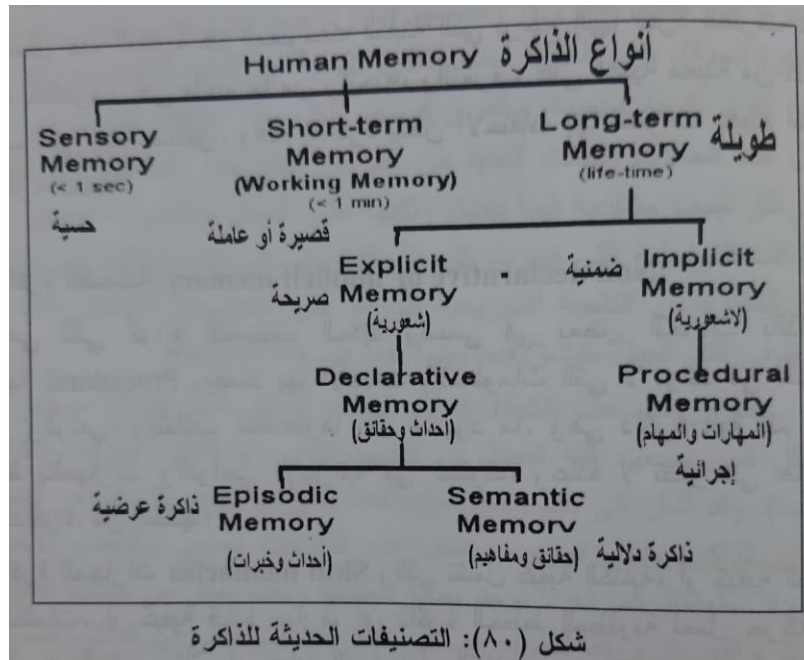 Human Memory أنواع الذاكرة
Sensory Memory
(< 1 sec)
حسية
Short-term Memory
(Working Memory)
(< 1 min)
قصيرة أو عاملة
Long-term Memory
(life-time)
طويلة
Explicit Memory
صريحة
(شعورية)
Implicit Memory
ضمنية
(لاشعورية)
Declarative Memory
(أحداث وحقائق)
Procedural Memory
(المهارات والمهام)
إجرائية
Episodic Memory
ذاكرة عرضية
(أحداث وخبرات)
Semantic Memorv
(حقائق ومفاهيم)
ذاكرة دلالية
شكل (٨٠): التصنيفات الحديثة للذاكرة